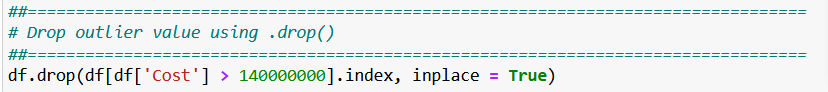 ##==============================================================================
# Drop outlier value using .drop()
##==============================================================================
df.drop(df[df['Cost'] > 140000000].index, inplace = True)